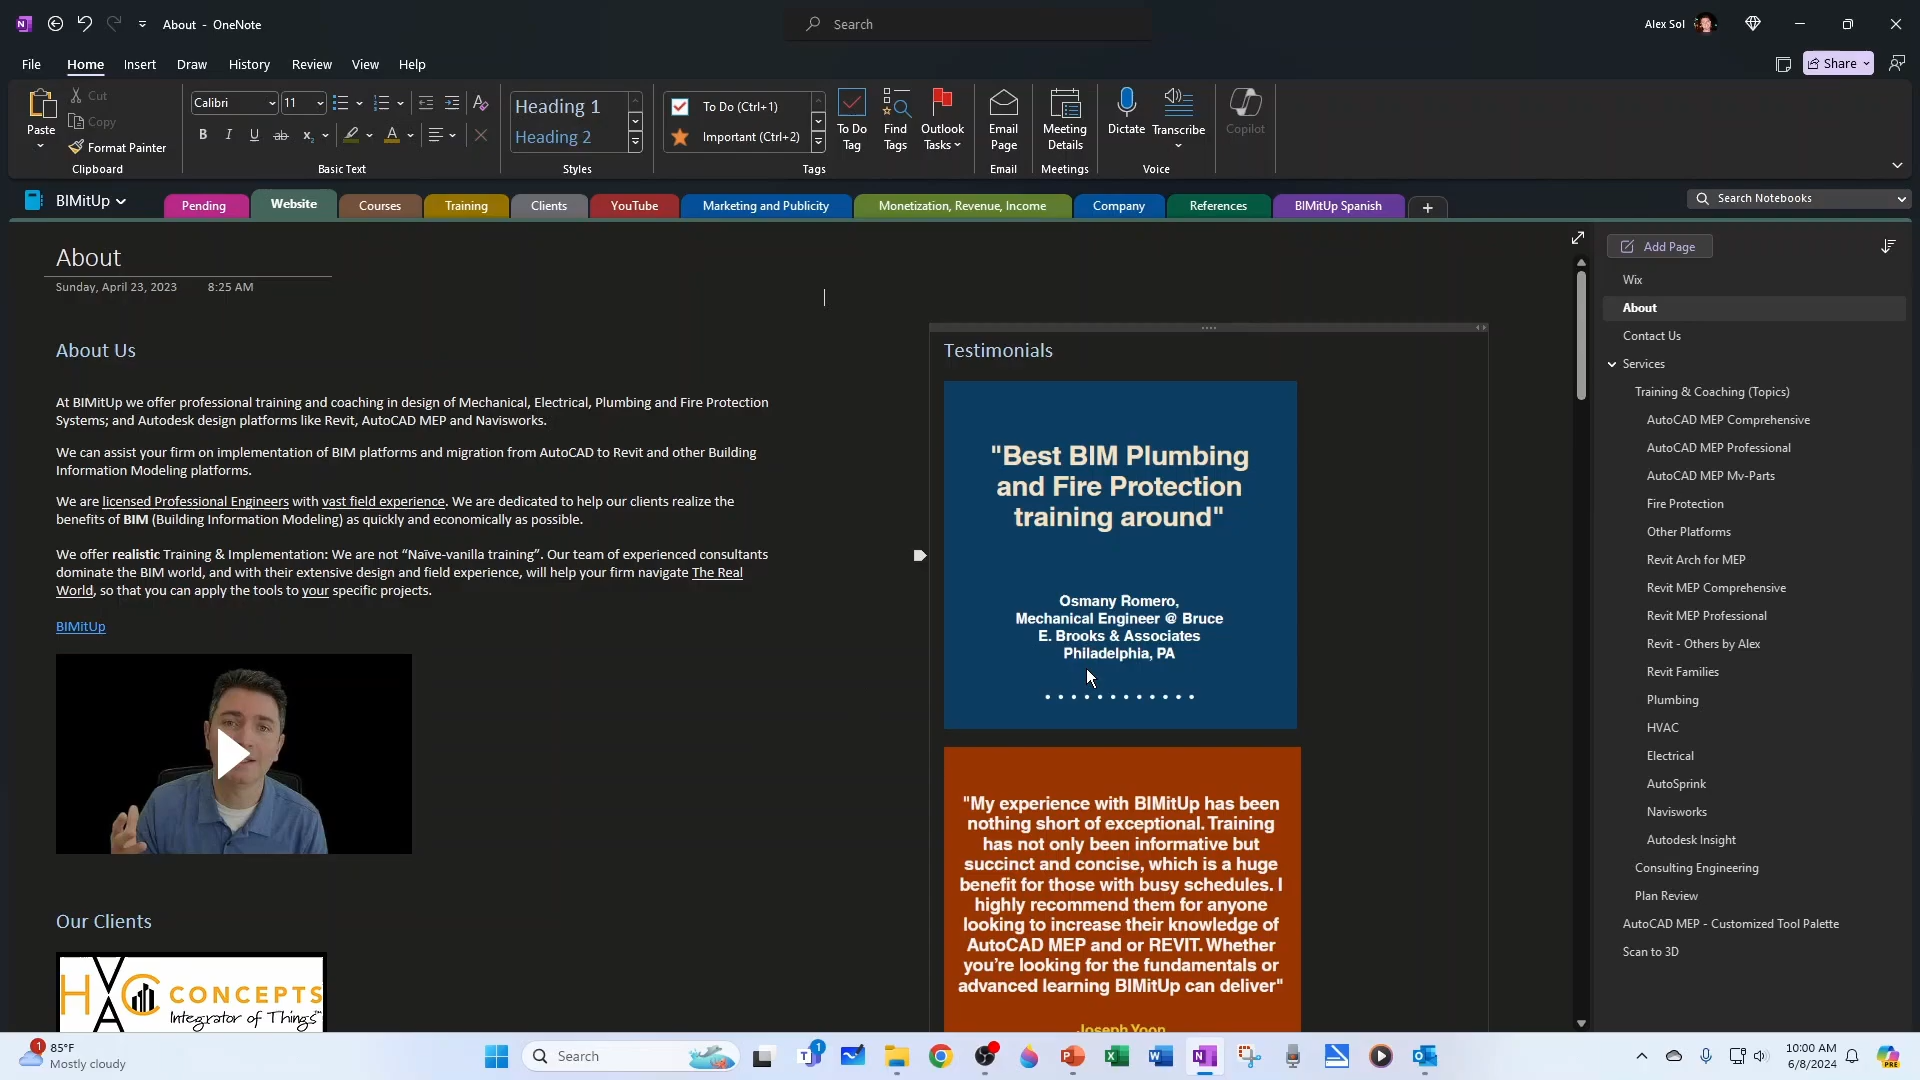 About - OneNote
Search
Alex Sol
File
Home
Insert
Draw
History
Review
View
Help
Share
Paste
Cut
Copy
Format Painter
Clipboard
Calibri
11
B
I
U
ab
Basic Text
Heading 1
Heading 2
Styles
To Do (Ctrl+1)
Important (Ctrl+2)
To Do
Tag
Find
Tags
Outlook
Tasks
Tags
Email
Page
Email
Meeting
Details
Meetings
Dictate
Transcribe
Voice
Copilot
BIMitUp
Pending
Website
Courses
Training
Clients
YouTube
Marketing and Publicity
Monetization, Revenue, Income
Company
References
BIMitUp Spanish
+
Search Notebooks
About
Sunday, April 23, 2023
8:25 AM
About Us
At BIMitUp we offer professional training and coaching in design of Mechanical, Electrical, Plumbing and Fire Protection
Systems; and Autodesk design platforms like Revit, AutoCAD MEP and Navisworks.
We can assist your firm on implementation of BIM platforms and migration from AutoCAD to Revit and other Building
Information Modeling platforms.
We are licensed Professional Engineers with vast field experience. We are dedicated to help our clients realize the
benefits of BIM (Building Information Modeling) as quickly and economically as possible.
We offer realistic Training & Implementation: We are not “Naïve-vanilla training”. Our team of experienced consultants
dominate the BIM world, and with their extensive design and field experience, will help your firm navigate The Real
World, so that you can apply the tools to your specific projects.
BIMitUp
Our Clients
HVAC CONCEPTS
Integrator of Things™
Testimonials
"Best BIM Plumbing
and Fire Protection
training around"
Osmany Romero,
Mechanical Engineer @ Bruce
E. Brooks & Associates
Philadelphia, PA
"My experience with BIMitUp has been
nothing short of exceptional. Training
has not only been informative but
succinct and concise, which is a huge
benefit for those with busy schedules. I
highly recommend them for anyone
looking to increase their knowledge of
AutoCAD MEP and or REVIT. Whether
you’re looking for the fundamentals or
advanced learning BIMitUp can deliver"
Joseph Yoon
Add Page
Wix
About
Contact Us
Services
Training & Coaching (Topics)
AutoCAD MEP Comprehensive
AutoCAD MEP Professional
AutoCAD MEP Mv-Parts
Fire Protection
Other Platforms
Revit Arch for MEP
Revit MEP Comprehensive
Revit MEP Professional
Revit - Others by Alex
Revit Families
Plumbing
HVAC
Electrical
AutoSprink
Navisworks
Autodesk Insight
Consulting Engineering
Plan Review
AutoCAD MEP - Customized Tool Palette
Scan to 3D
1
85°F
Mostly cloudy
Search
1
10:00 AM
6/8/2024
PRE